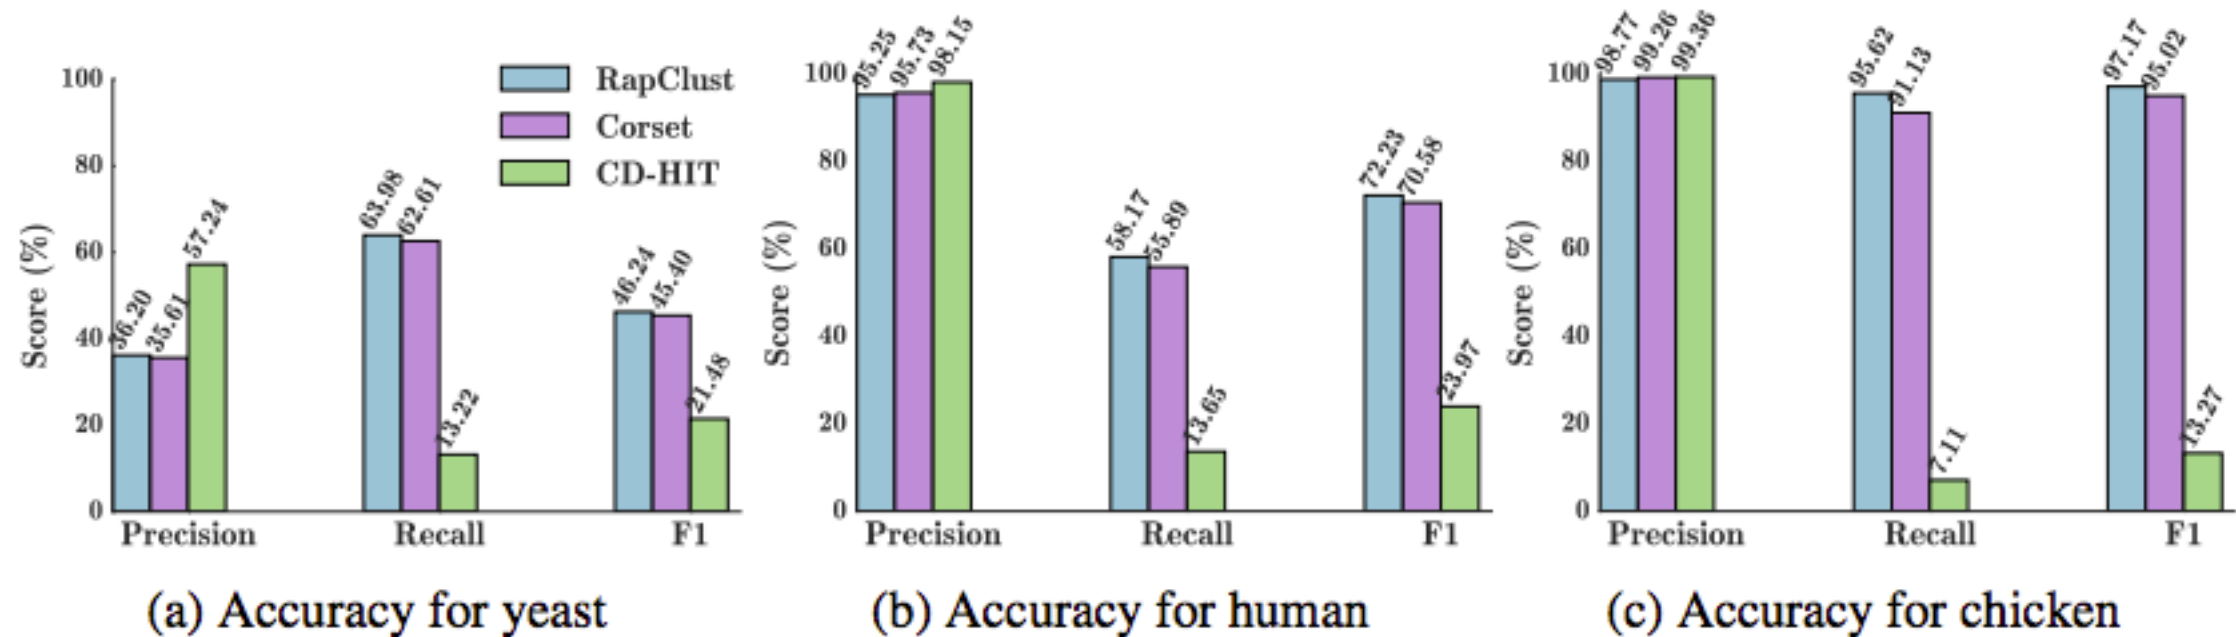 RapClust
Corset
CD-HIT
Score (%)
100
80
60
40
20
0
36.20
35.61
57.24
63.98
62.61
13.22
46.24
45.40
21.48
Precision
Recall
F1
(a) Accuracy for yeast
Score (%)
100
80
60
40
20
0
95.25
95.73
98.15
58.17
55.89
13.65
72.23
70.58
23.97
Precision
Recall
F1
(b) Accuracy for human
Score (%)
100
80
60
40
20
0
98.77
99.26
99.36
95.62
91.13
7.11
97.17
95.02
13.27
Precision
Recall
F1
(c) Accuracy for chicken